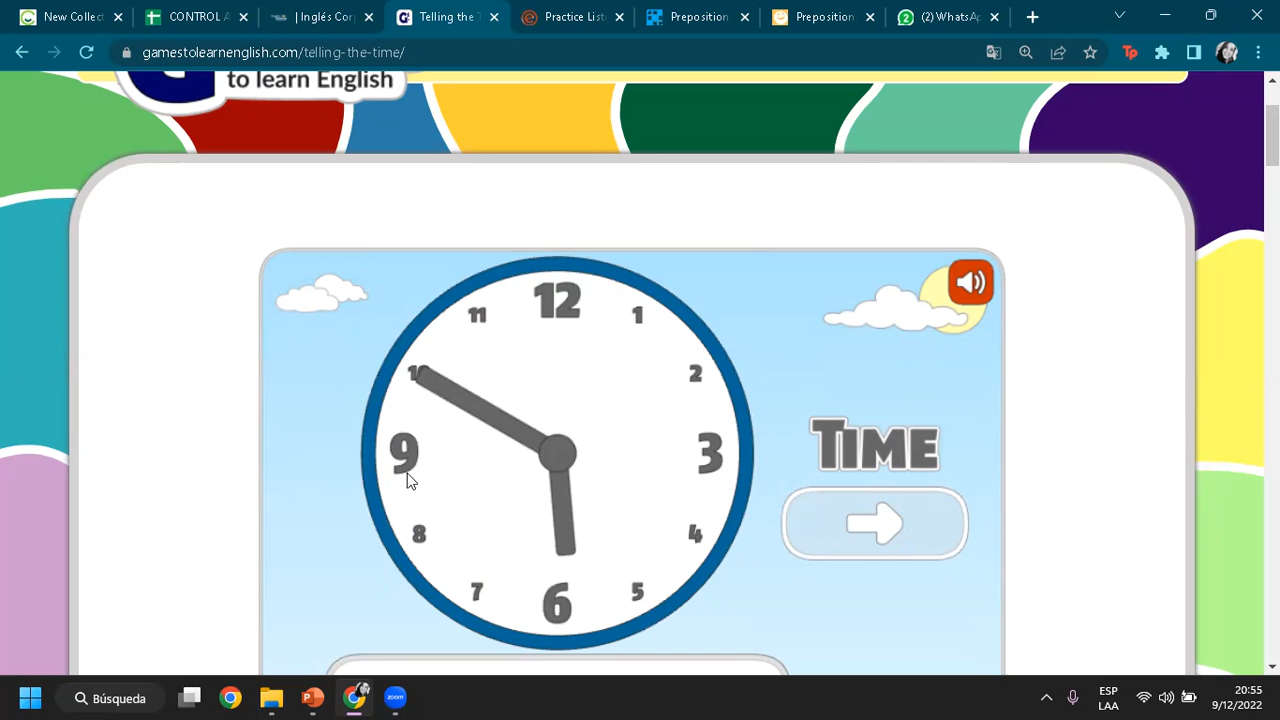 New Collect
CONTROL A
Inglés Corp
Telling the T
Practice List
Preposition
Preposition
(2) WhatsAp
gamestolearnenglish.com/telling-the-time/
to learn English
12
11
1
10
2
9
3
TIME
8
4
7
5
6
Búsqueda
zoom
ESP
LAA
20:55
9/12/2022